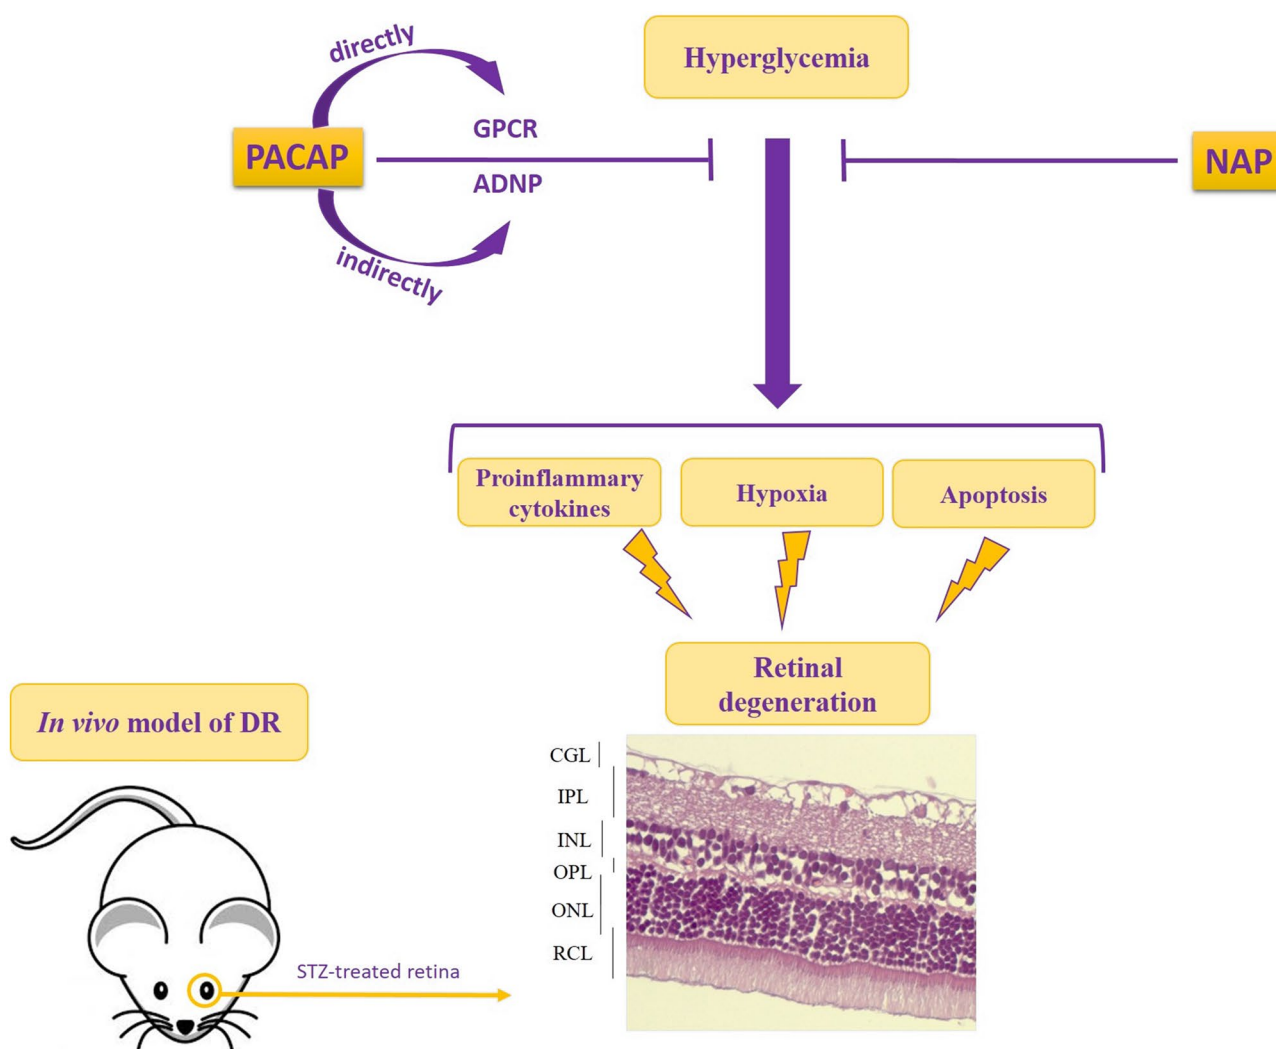 directly
Hyperglycemia
GPCR
PACAP
NAP
ADNP
indirectly
Proinflammary
cytokines
Hypoxia
Apoptosis
Retinal
degeneration
In vivo model of DR
CGL
IPL
INL
OPL
ONL
RCL
STZ-treated retina